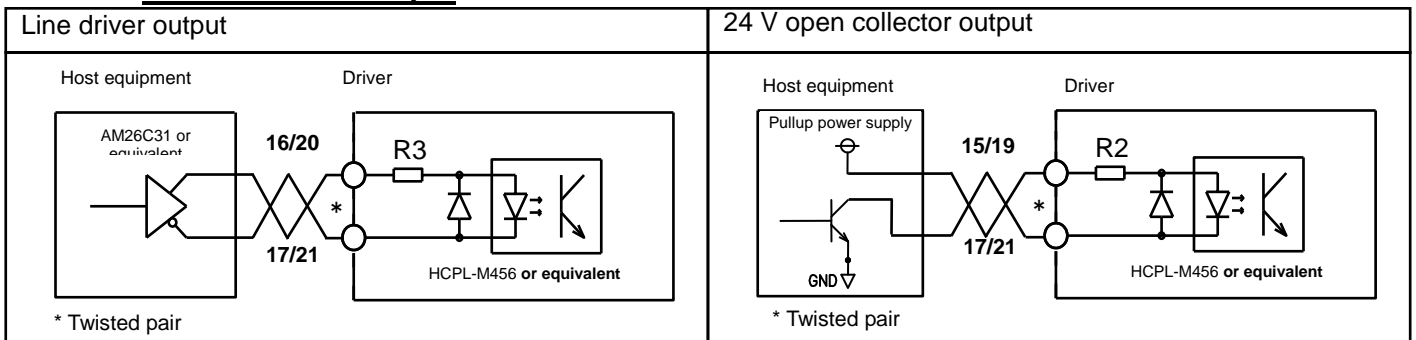 Line driver output
Host equipment
Driver
AM26C31 or
equivalent
16/20
R3
*
17/21
HCPL-M456 or equivalent
* Twisted pair
24 V open collector output
Host equipment
Driver
Pullup power supply
15/19
R2
*
17/21
GND
HCPL-M456 or equivalent
* Twisted pair